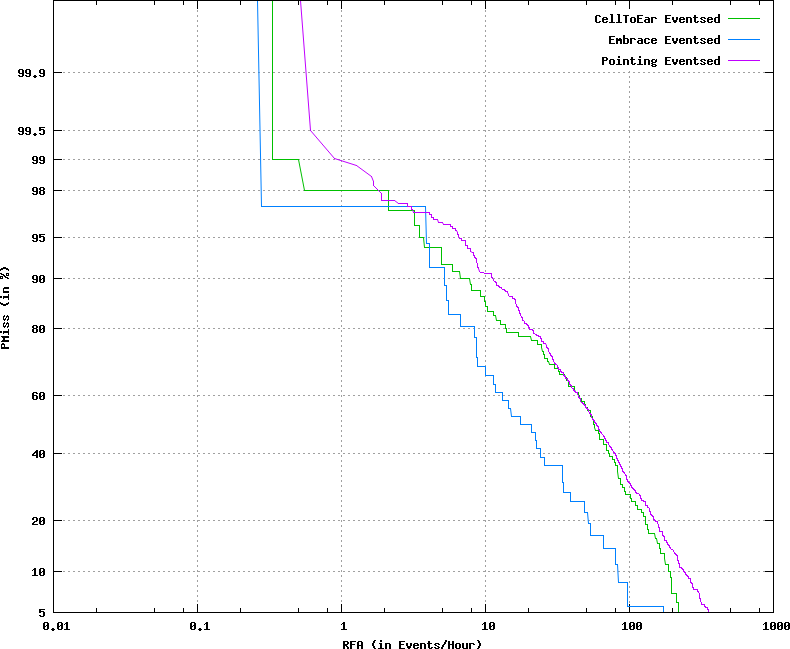 CellToEar Eventsed
Embrace Eventsed
Pointing Eventsed
99.9
99.5
99
98
95
90
80
60
40
20
10
5
PMiss (in %)
0.01 0.1 1 10 100 1000
RFA (in Events/Hour)